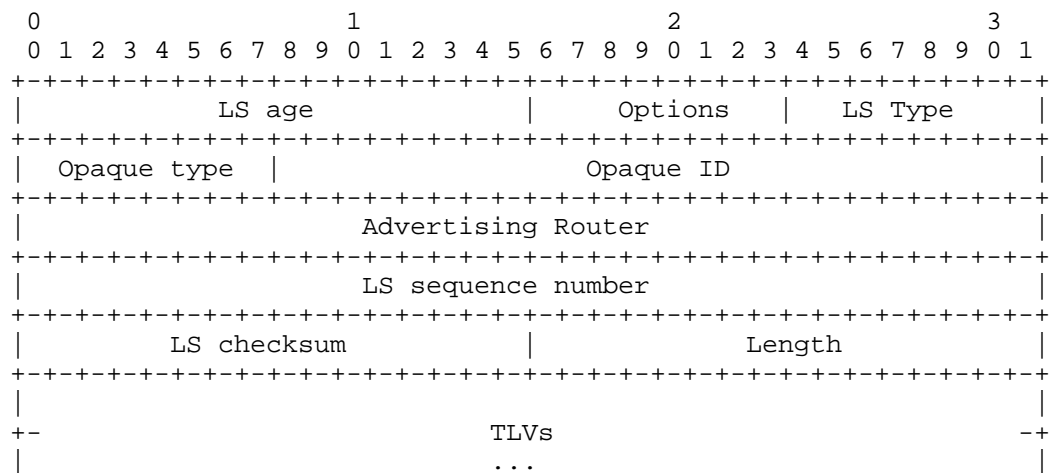 0                   1                   2                   3
 0 1 2 3 4 5 6 7 8 9 0 1 2 3 4 5 6 7 8 9 0 1 2 3 4 5 6 7 8 9 0 1
+-+-+-+-+-+-+-+-+-+-+-+-+-+-+-+-+-+-+-+-+-+-+-+-+-+-+-+-+-+-+-+-+
|            LS age             |     Options   |   LS Type     |
+-+-+-+-+-+-+-+-+-+-+-+-+-+-+-+-+-+-+-+-+-+-+-+-+-+-+-+-+-+-+-+-+
|  Opaque type  |                   Opaque ID                   |
+-+-+-+-+-+-+-+-+-+-+-+-+-+-+-+-+-+-+-+-+-+-+-+-+-+-+-+-+-+-+-+-+
|                     Advertising Router                        |
+-+-+-+-+-+-+-+-+-+-+-+-+-+-+-+-+-+-+-+-+-+-+-+-+-+-+-+-+-+-+-+-+
|                     LS sequence number                        |
+-+-+-+-+-+-+-+-+-+-+-+-+-+-+-+-+-+-+-+-+-+-+-+-+-+-+-+-+-+-+-+-+
|         LS checksum           |             Length            |
+-+-+-+-+-+-+-+-+-+-+-+-+-+-+-+-+-+-+-+-+-+-+-+-+-+-+-+-+-+-+-+-+
|                                                               |
+-                            TLVs                             -+
|                             ...                               |